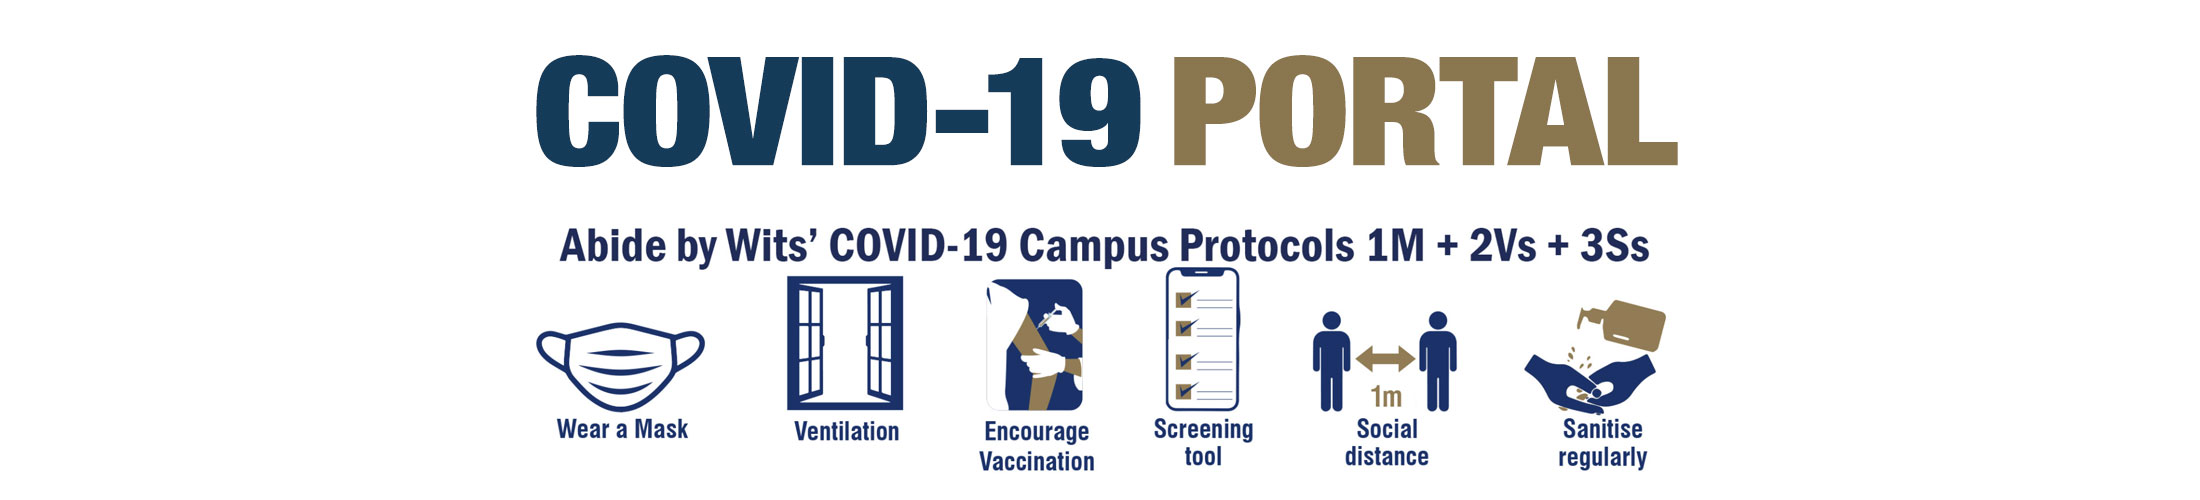 COVID-19 PORTAL
Abide by Wits’ COVID-19 Campus Protocols 1M + 2Vs + 3Ss
Wear a Mask
Ventilation
Encourage
Vaccination
Screening
tool
1m
Social
distance
Sanitise
regularly